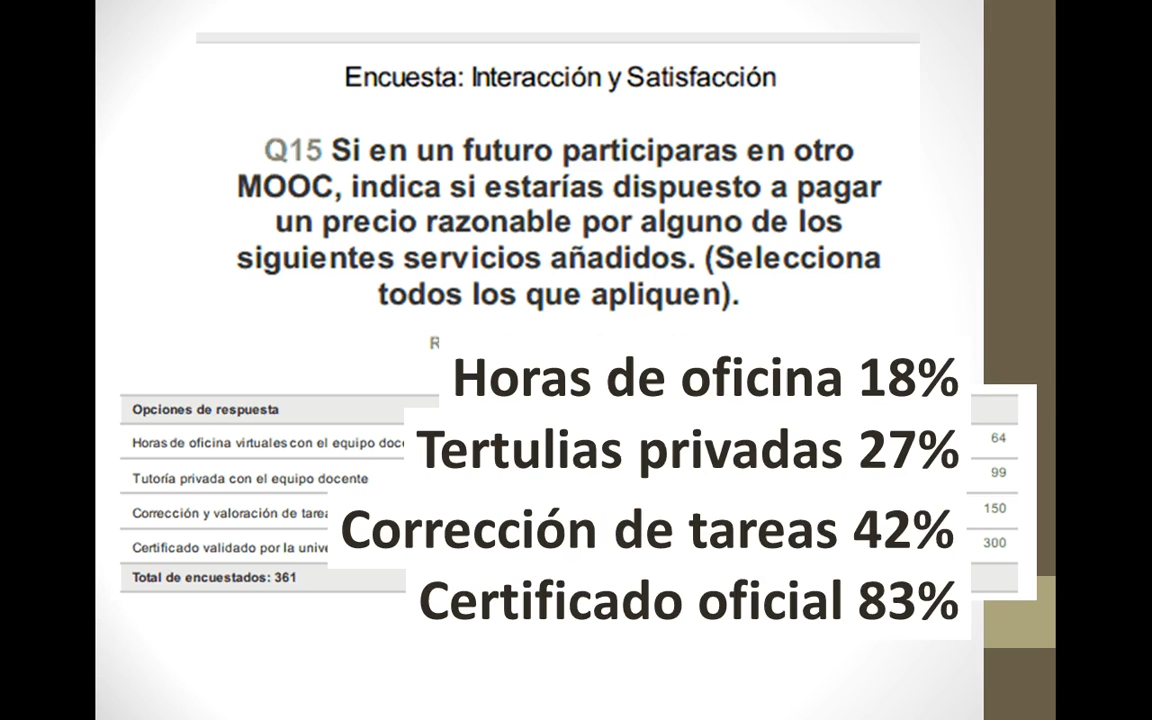 Encuesta: Interacción y Satisfacción
Q15 Si en un futuro participaras en otro
MOOC, indica si estarías dispuesto a pagar
un precio razonable por alguno de los
siguientes servicios añadidos. (Selecciona
todos los que apliquen).
R
Horas de oficina 18%
Opciones de respuesta
Horas de oficina virtuales con el equipo doce
64
Tertulias privadas 27%
Tutoría privada con el equipo docente
99
Corrección y valoración de tarea
150
Corrección de tareas 42%
Certificado validado por la unive
300
Total de encuestados: 361
Certificado oficial 83%